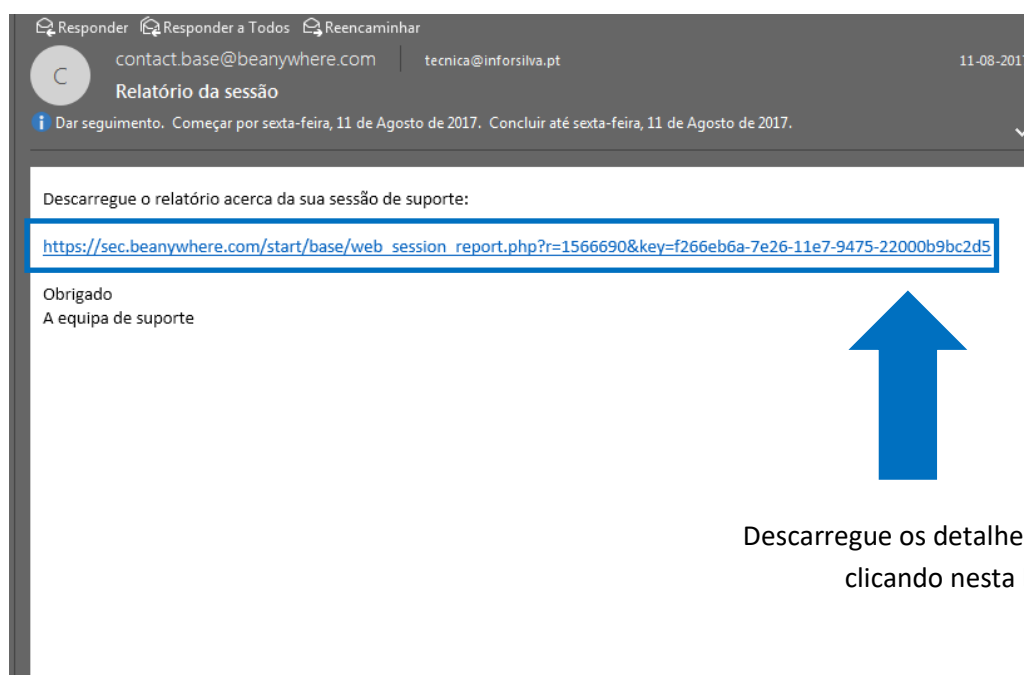 Responder Responder a Todos Reencaminhar
C
contact.base@beanywhere.com tecnica@inforsilva.pt 11-08-2017
Relatório da sessão
Dar seguimento. Começar por sexta-feira, 11 de Agosto de 2017. Concluir até sexta-feira, 11 de Agosto de 2017.
Descarregue o relatório acerca da sua sessão de suporte:
https://sec.beanywhere.com/start/base/web_session_report.php?r=1566690&key=f266eb6a-7e26-11e7-9475-22000b9bc2d5
Obrigado
A equipa de suporte
Descarregue os detalhe
clicando nesta